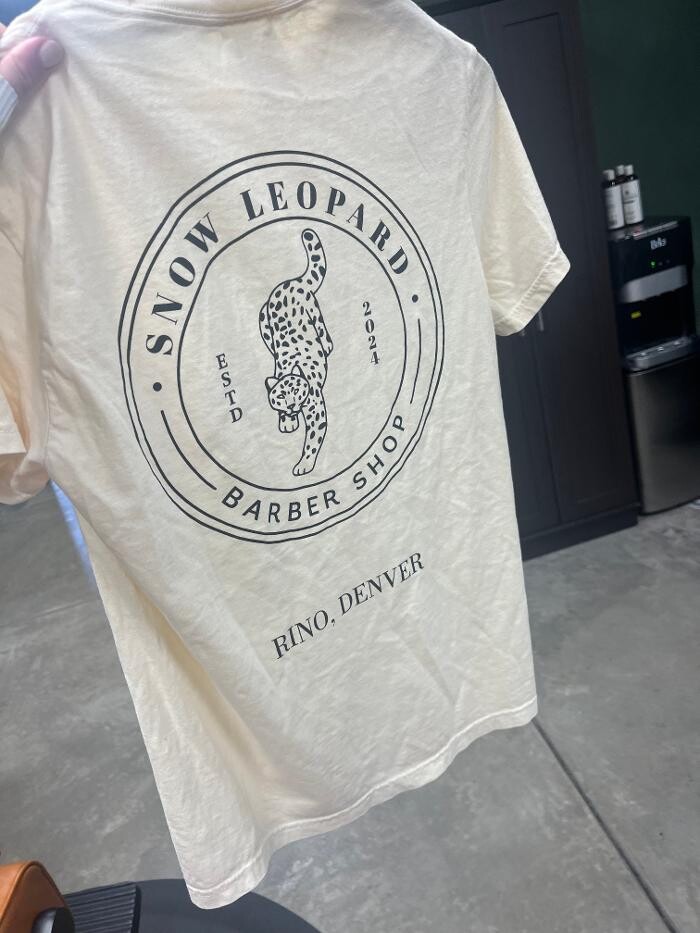 SNOW LEOPARD
ESTD
2024
BARBER SHOP
RINO, DENVER